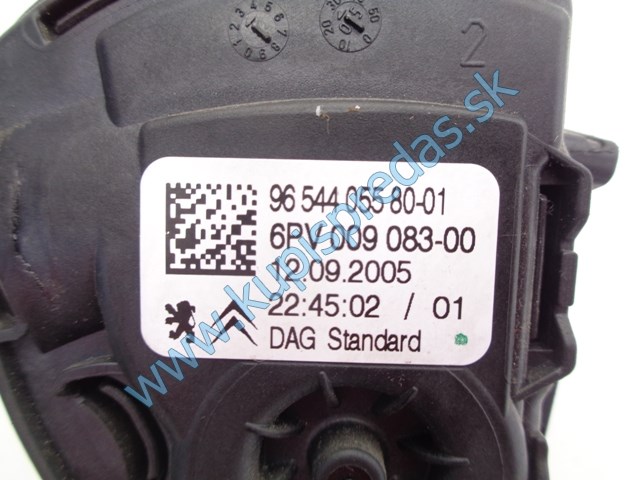 2
96 544 055 80-01
6PV 009 083-00
12.09.2005
22:45:02 / 01
DAG Standard
www.kupispredas.sk